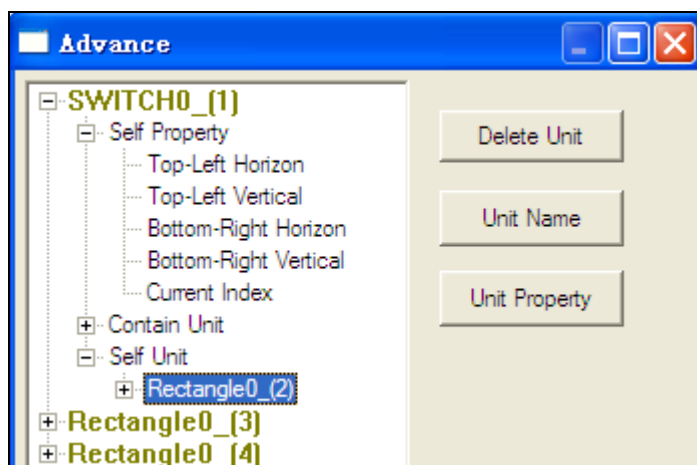 Advance
SWITCH0_(1)
Self Property
Top-Left Horizon
Top-Left Vertical
Bottom-Right Horizon
Bottom-Right Vertical
Current Index
Contain Unit
Self Unit
Rectangle0_(2)
Rectangle0_(3)
Rectangle0_(4)
Delete Unit
Unit Name
Unit Property